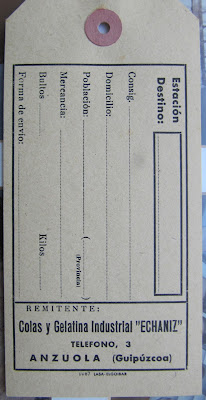 Estación
Destino:
Consig.
Domicilio:
Población: ( )
(Provincia)
Mercancía:
Bultos Kilos
Forma de envío:
REMITENTE:
Colas y Gelatina Industrial "ECHANIZ"
TELEFONO, 3
ANZUOLA (Guipúzcoa)